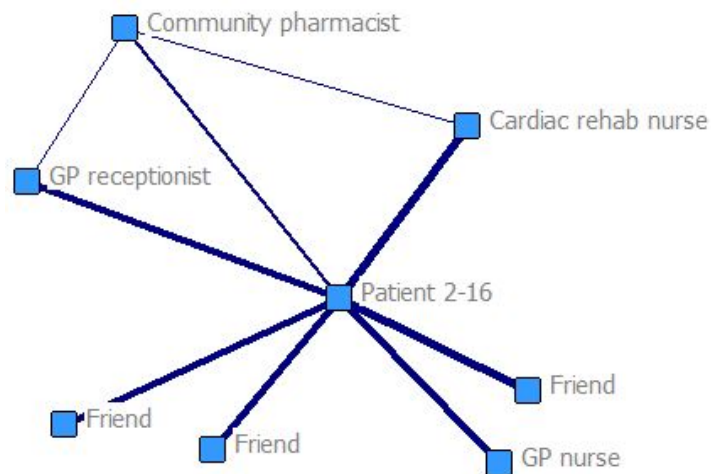 Community pharmacist
Cardiac rehab nurse
GP receptionist
Patient 2-16
Friend
Friend
Friend
GP nurse